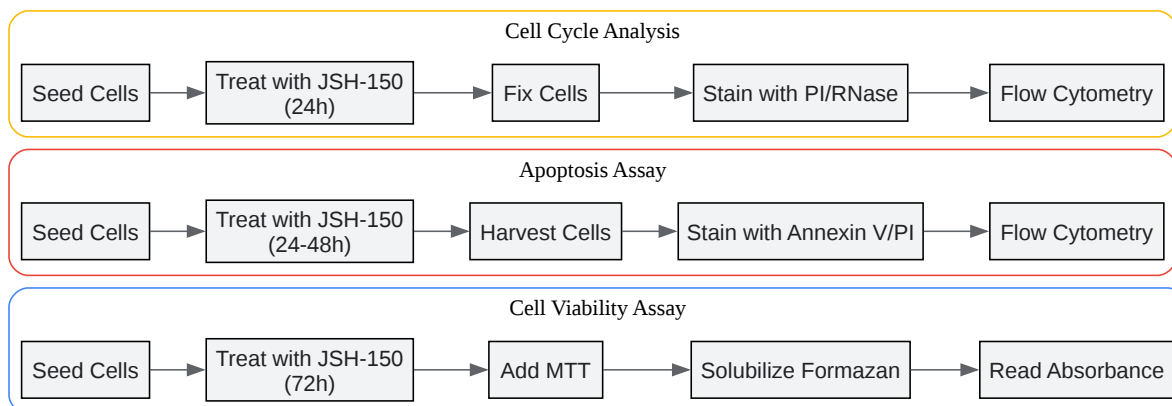 Cell Cycle Analysis
Seed Cells
Treat with JSH-150
(24h)
Fix Cells
Stain with PI/RNase
Flow Cytometry
Apoptosis Assay
Seed Cells
Treat with JSH-150
(24-48h)
Harvest Cells
Stain with Annexin V/PI
Flow Cytometry
Cell Viability Assay
Seed Cells
Treat with JSH-150
(72h)
Add MTT
Solubilize Formazan
Read Absorbance